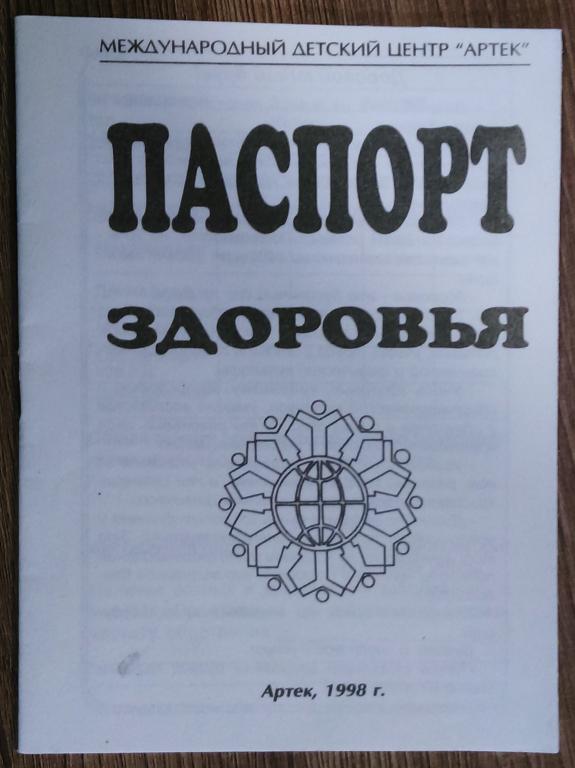 МЕЖДУНАРОДНЫЙ ДЕТСКИЙ ЦЕНТР "АРТЕК"
ПАСПОРТ
ЗДОРОВЬЯ
Артек, 1998 г.